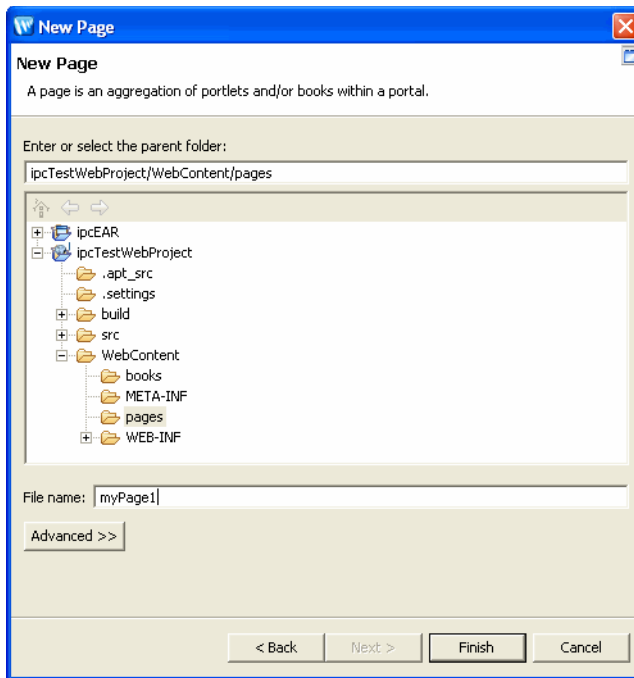 New Page
New Page
A page is an aggregation of portlets and/or books within a portal.
Enter or select the parent folder:
ipcTestWebProject/WebContent/pages
ipcEAR
ipcTestWebProject
.apt_src
.settings
build
src
WebContent
books
META-INF
pages
WEB-INF
File name: myPage1
Advanced >>
< Back Next > Finish Cancel